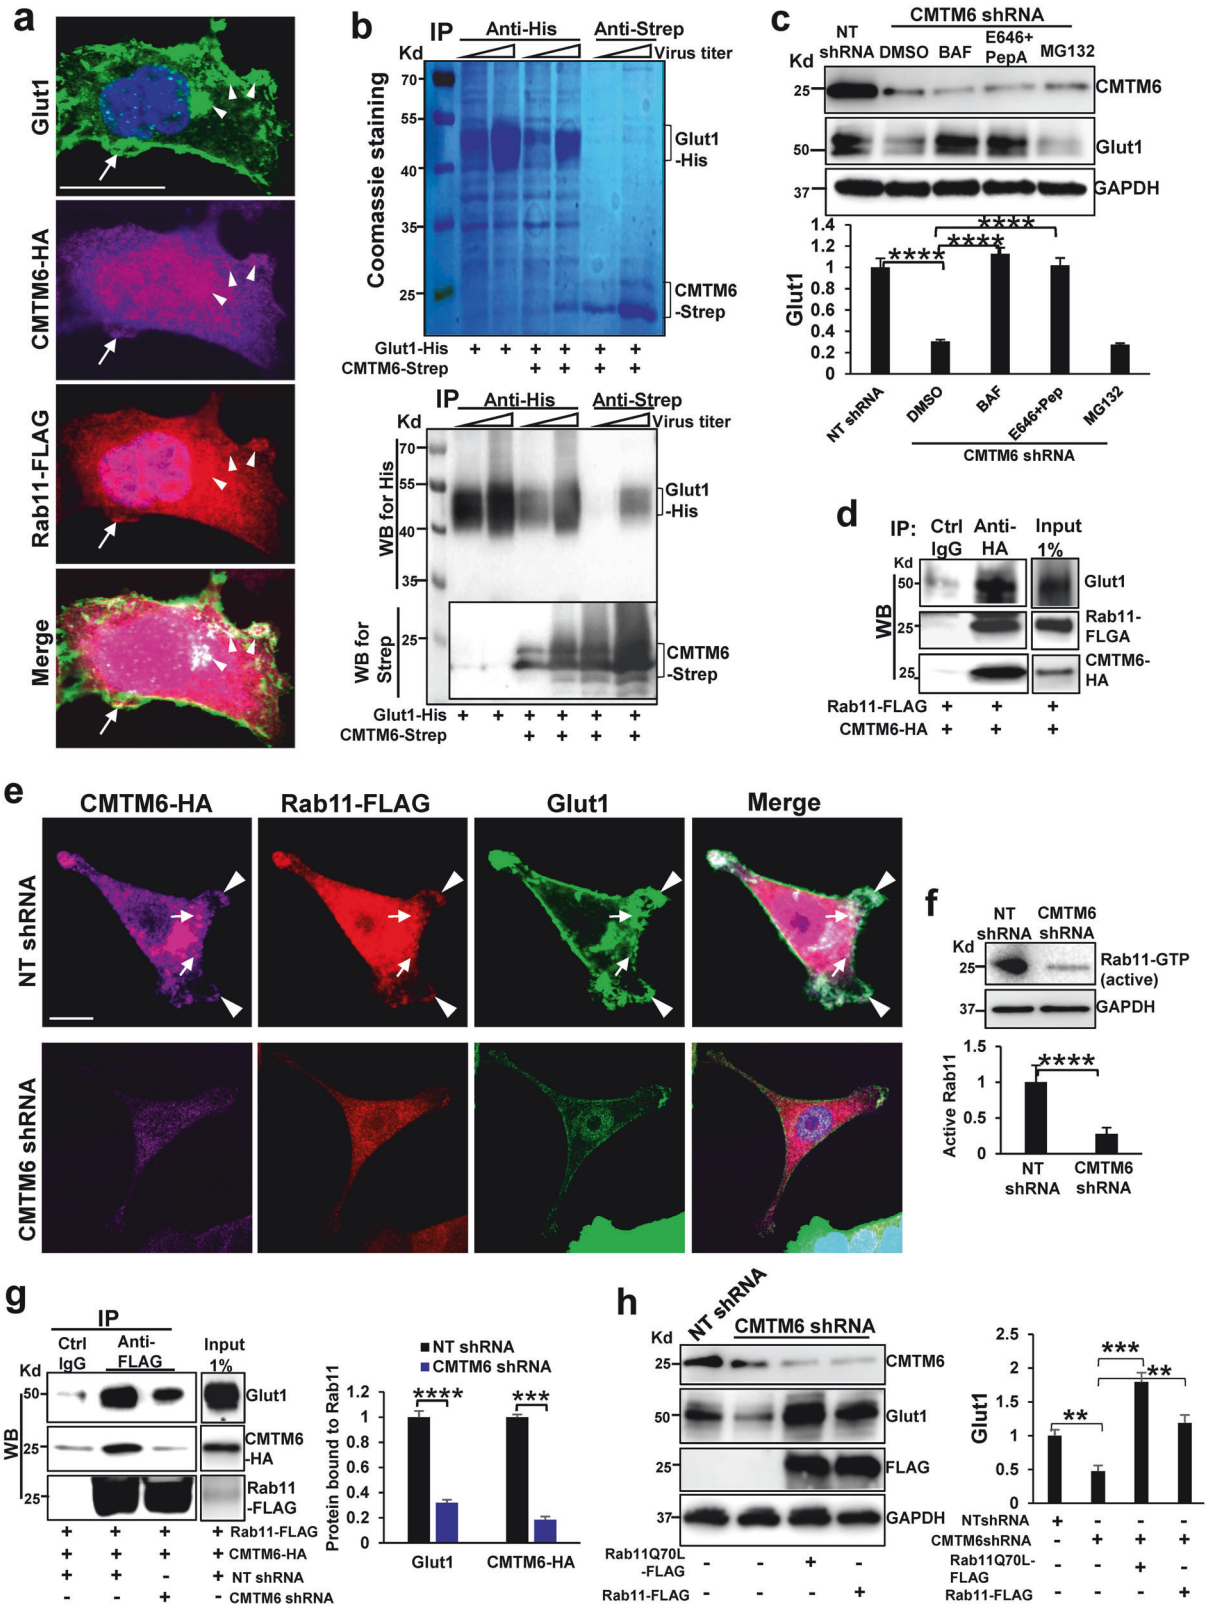 a
Glut1
CMTM6-HA
Rab11-FLAG
Merge
b
IP Anti-His Anti-Strep
Kd Virus titer
Coomassie staining
70
55
40
35
25
Glut1
-His
CMTM6
-Strep
Glut1-His + + + + + +
CMTM6-Strep + + + +
IP Anti-His Anti-Strep
Kd Virus titer
WB for His
WB for
Strep
70
55
40
35
25
Glut1
-His
CMTM6
-Strep
Glut1-His + + + + + +
CMTM6-Strep + + + +
c
CMTM6 shRNA
NT
shRNA DMSO BAF E646+
PepA MG132
Kd
25 CMTM6
50 Glut1
37 GAPDH
Glut1
1.4
1.2
1
0.8
0.6
0.4
0.2
0
**** **** ****
NT shRNA DMSO BAF E646+Pep MG132
CMTM6 shRNA
d
IP: Ctrl
IgG Anti-
HA Input
1%
Kd
WB
50 Glut1
25 Rab11-
FLGA
25 CMTM6-
HA
Rab11-FLAG + + +
CMTM6-HA + + +
e
CMTM6-HA Rab11-FLAG Glut1 Merge
NT shRNA
CMTM6 shRNA
f
NT
shRNA CMTM6
shRNA
Kd
25 Rab11-GTP
(active)
37 GAPDH
Active Rab11
1.5
1
0.5
0
****
NT
shRNA CMTM6
shRNA
g
IP
Ctrl
IgG Anti-
FLAG Input
1%
Kd
WB
50 Glut1
25 CMTM6
-HA
25 Rab11
-FLAG
+ + + + Rab11-FLAG
+ + + + CMTM6-HA
+ + - + NT shRNA
- - + - CMTM6 shRNA
NT shRNA
CMTM6 shRNA
Protein bound to Rab11
1.2
1
0.8
0.6
0.4
0.2
0
**** ***
Glut1 CMTM6-HA
h
NT shRNA
CMTM6 shRNA
Kd
25 CMTM6
50 Glut1
25 FLAG
37 GAPDH
Rab11Q70L
-FLAG - - + -
Rab11-FLAG - - - +
Glut1
2.5
2
1.5
1
0.5
0
** *** **
NTshRNA + - - -
CMTM6shRNA - + + +
Rab11Q70L-
FLAG - - + -
Rab11-FLAG - - - +